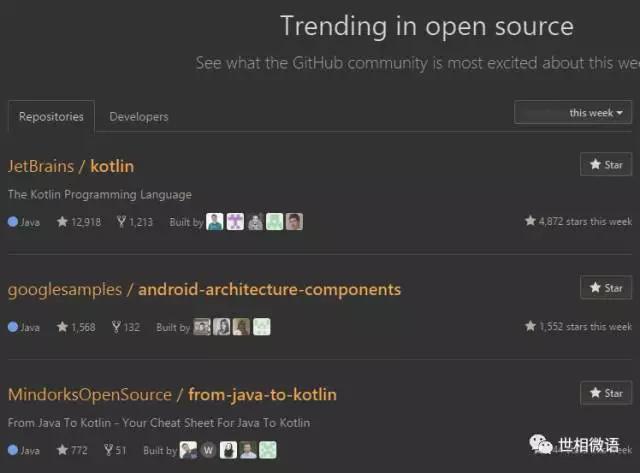 Trending in open source
See what the GitHub community is most excited about this
Repositories Developers this week
JetBrains / kotlin Star
The Kotlin Programming Language
Java 12,918 1,213 Built by 4,872 stars this week
googlesamples / android-architecture-components Star
Java 1,568 132 Built by 1,552 stars this week
MindorksOpenSource / from-java-to-kotlin Star
From Java To Kotlin - Your Cheat Sheet For Java To Kotlin
Java 772 51 Built by W stars this week
世相微语